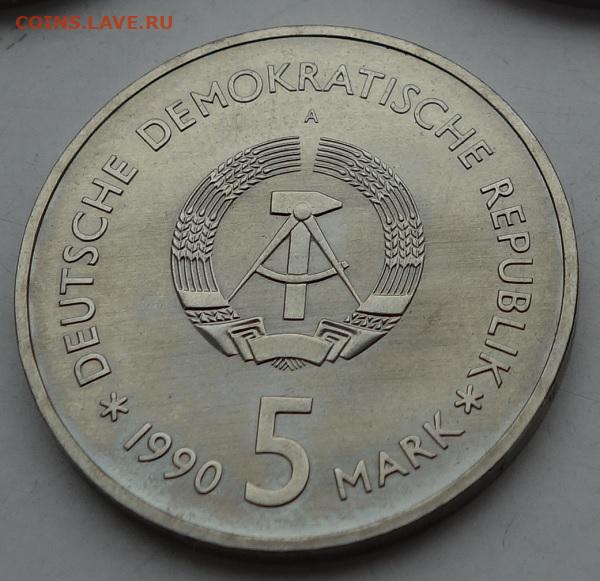 COINS.LAVE.RU
DEUTSCHE DEMOKRATISCHE REPUBLIK
A
* 1990 5 MARK *